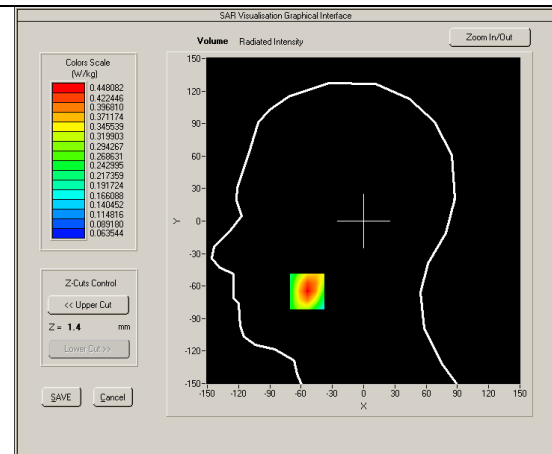 SAR Visualisation Graphical Interface
Volume Radiated Intensity
Zoom In/Out
Colors Scale
(W/kg)
0.448082
0.422446
0.396810
0.371174
0.345539
0.319903
0.294267
0.268631
0.242995
0.217359
0.191724
0.166088
0.140452
0.114816
0.089180
0.063544
Z-Cuts Control
<< Upper Cut
Z = 1.4 mm
Lower Cut >>
SAVE
Cancel
150
120
90
60
30
0
-30
-60
-90
-120
-150
Y
-150 -120 -90 -60 -30 0 30 60 90 120 150
X